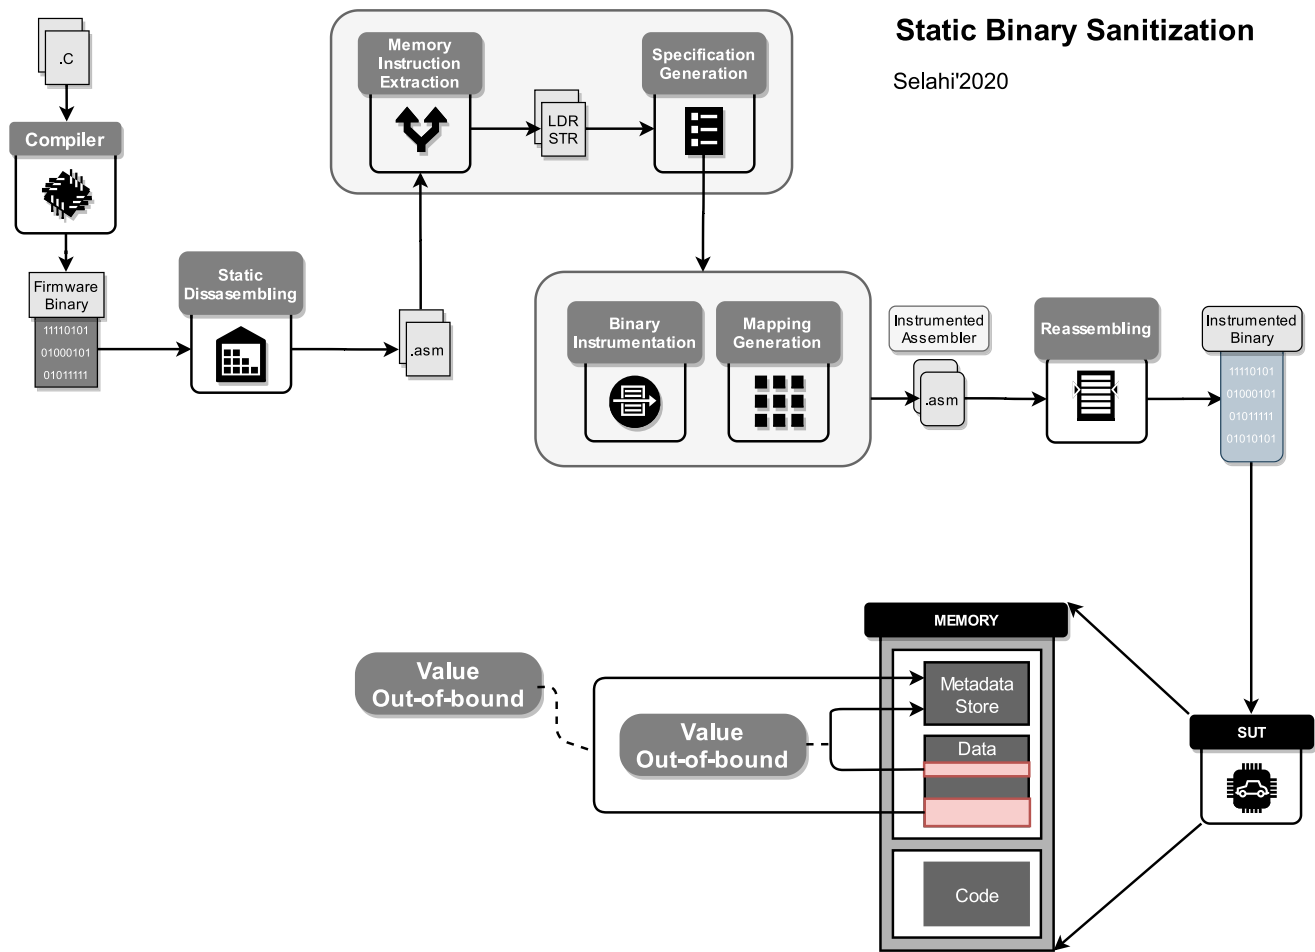 Static Binary Sanitization
Selahi'2020
.C
Compiler
Firmware
Binary
11110101
01000101
01011111
Static
Dissasembling
.asm
Memory
Instruction
Extraction
LDR
STR
Specification
Generation
Binary
Instrumentation
Mapping
Generation
Instrumented
Assembler
.asm
Reassembling
Instrumented
Binary
11110101
01000101
01011111
01010101
SUT
MEMORY
Metadata
Store
Data
Code
Value
Out-of-bound
Value
Out-of-bound